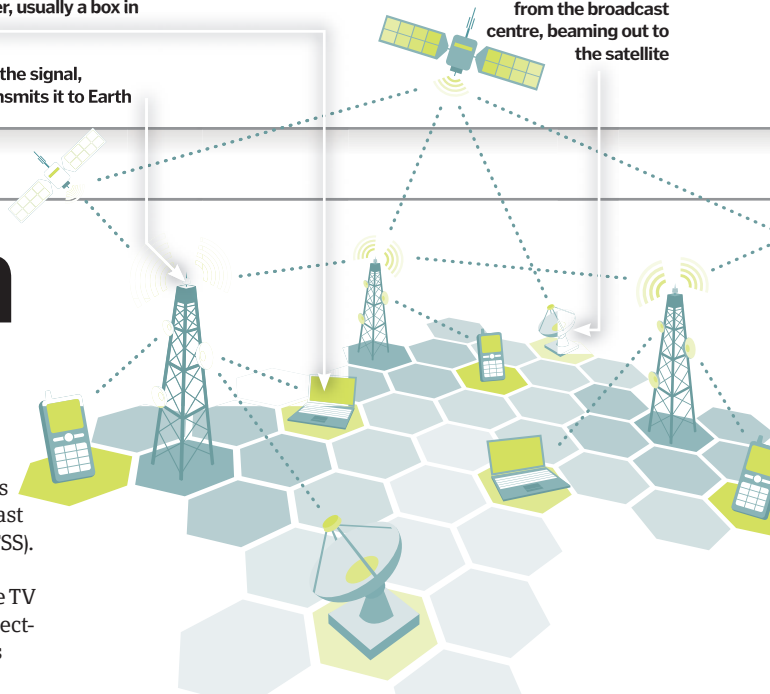 er, usually a box in
the signal,
nsmits it to Earth
from the broadcast
centre, beaming out to
the satellite
n
s
ast
SS).
e TV
ect-
s